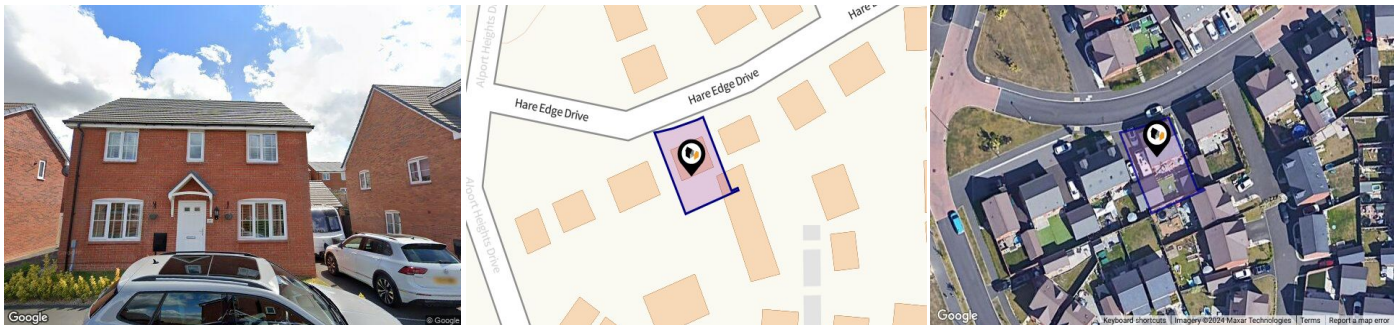 Google
© Google
Alport Heights D
Alport Heights Drive
Hare Edge Drive
Hare Edge Drive
Hare
Google
Keyboard shortcuts
Imagery ©2024 Maxar Technologies
Terms
Report a map error